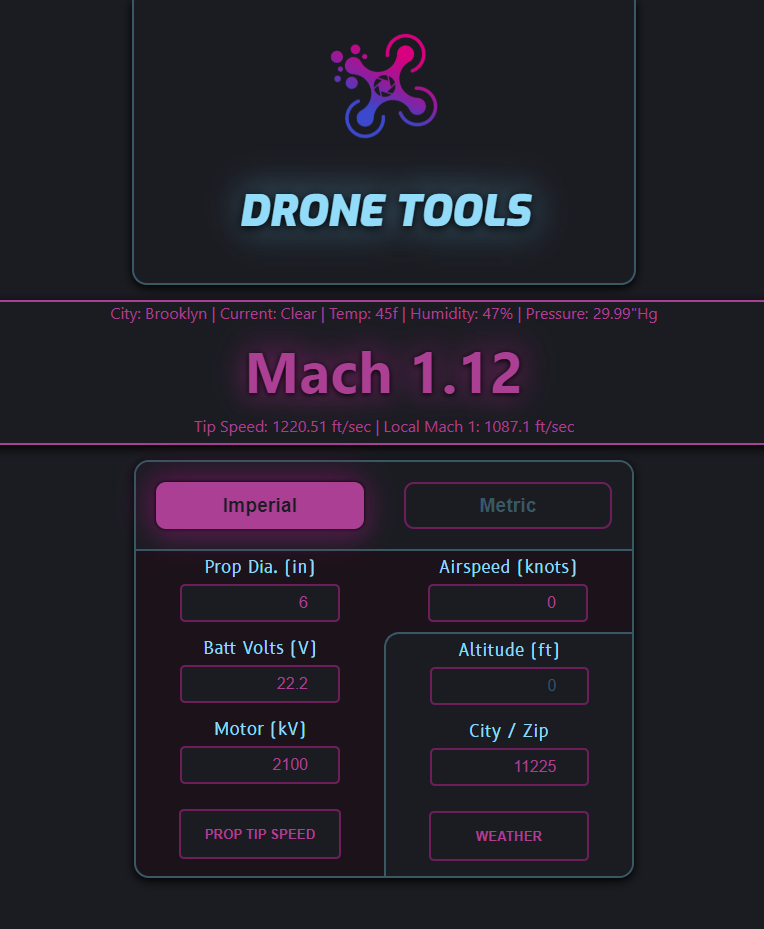 DRONE TOOLS
City: Brooklyn | Current: Clear | Temp: 45f | Humidity: 47% | Pressure: 29.99"Hg
Mach 1.12
Tip Speed: 1220.51 ft/sec | Local Mach 1: 1087.1 ft/sec
Imperial
Metric
Prop Dia. (in)
6
Batt Volts (V)
22.2
Motor (kV)
2100
PROP TIP SPEED
Airspeed (knots)
0
Altitude (ft)
0
City / Zip
11225
WEATHER